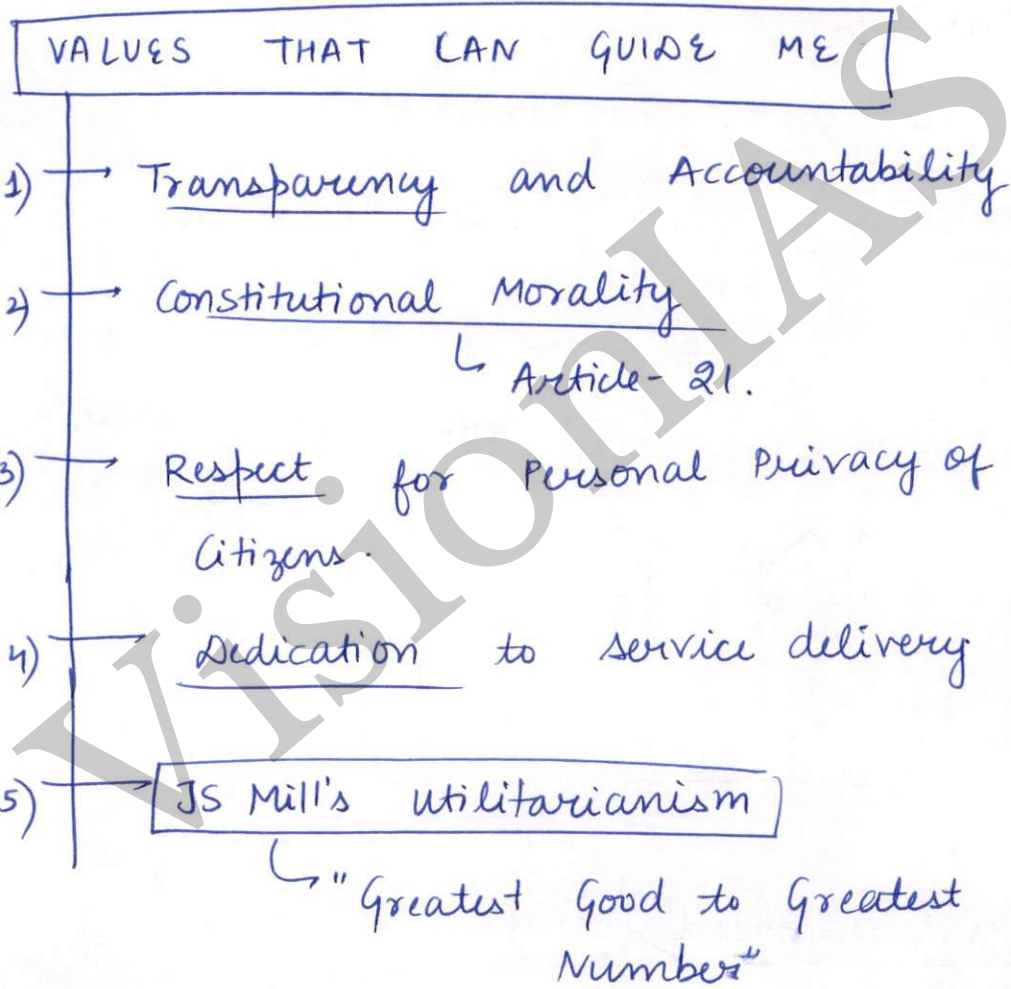 VALUES THAT CAN GUIDE ME
1) → Transparency and Accountability
2) → Constitutional Morality
↳ Article - 21.
3) → Respect for Personal Privacy of
Citizens.
4) Dedication to service delivery
5) → JS Mill's utilitarianism
↳ "Greatest Good to Greatest
Number"
VisionIAS